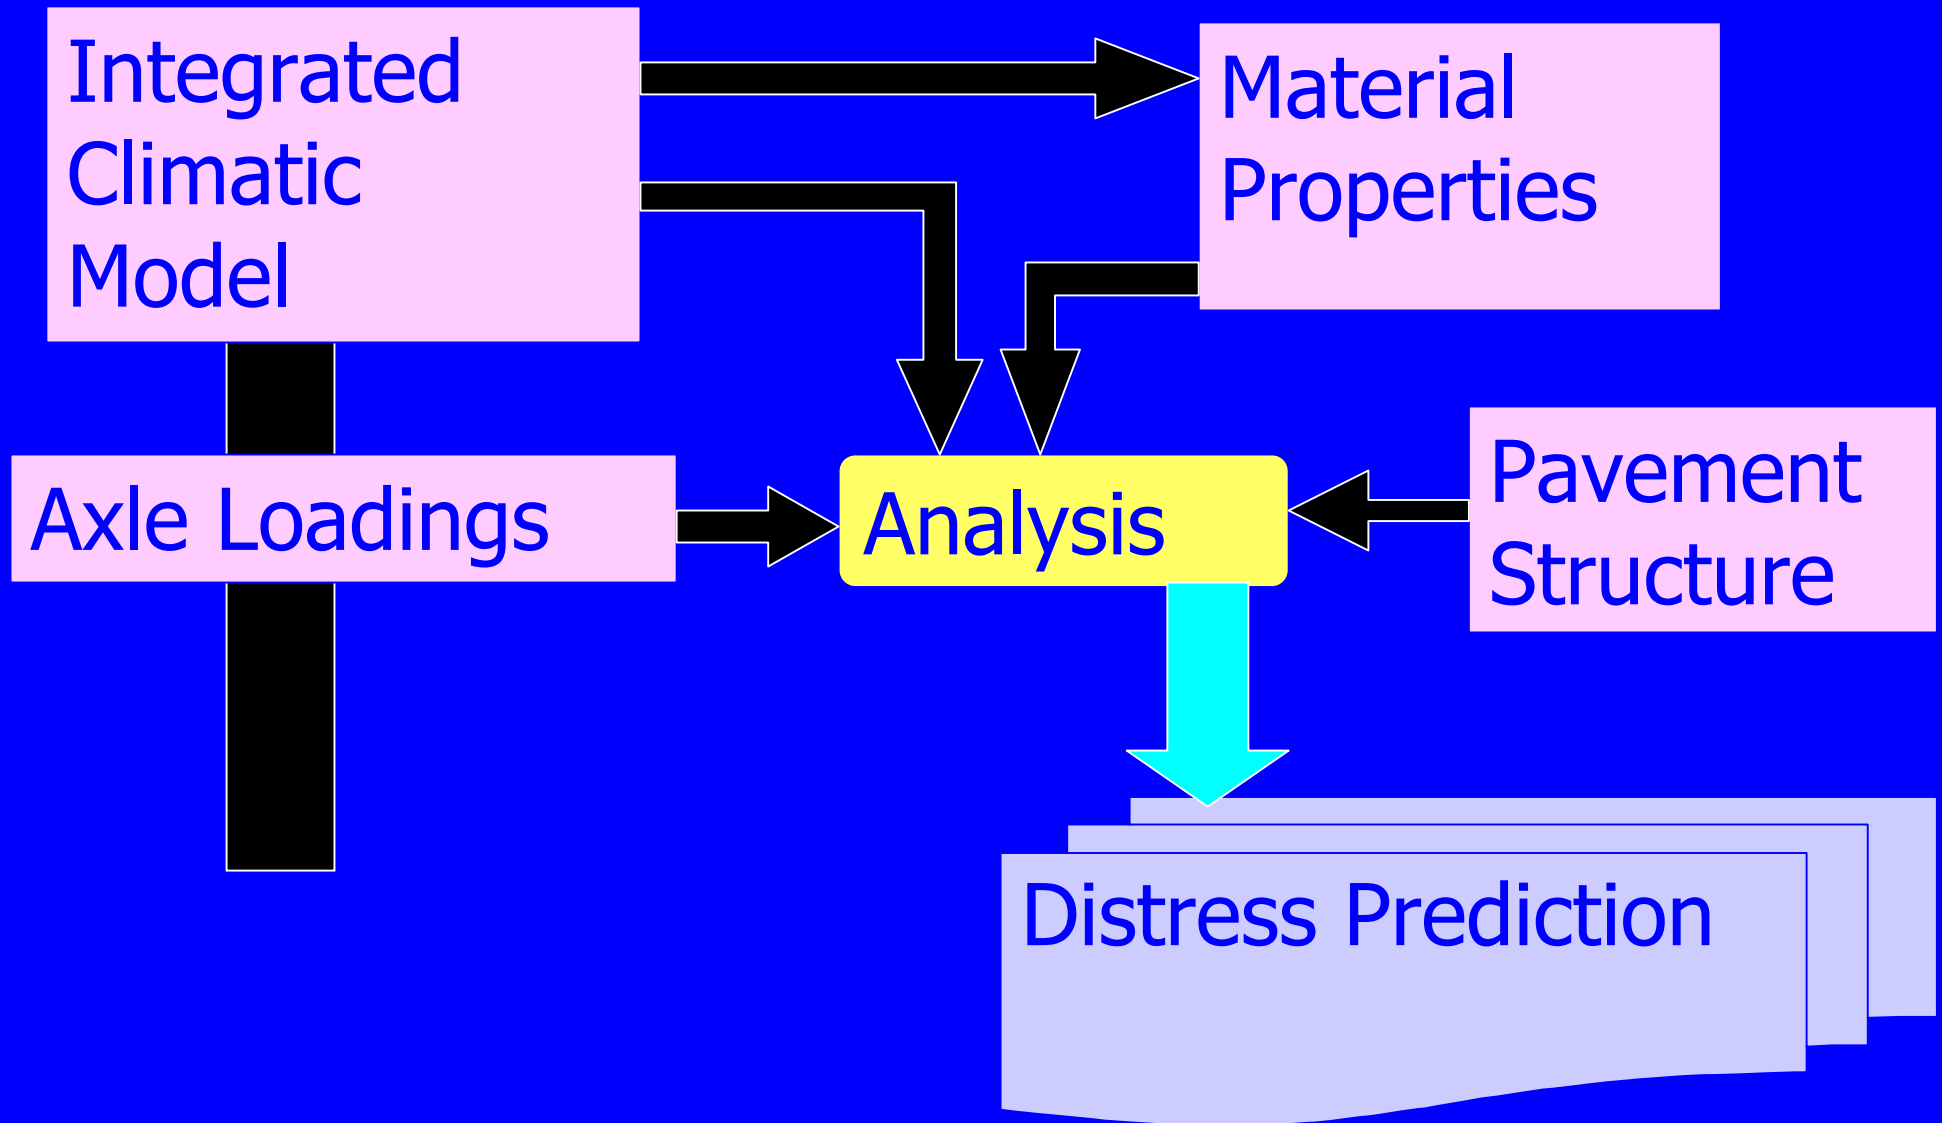 Integrated
Climatic
Model
Material
Properties
Axle Loadings
Analysis
Pavement
Structure
Distress Prediction